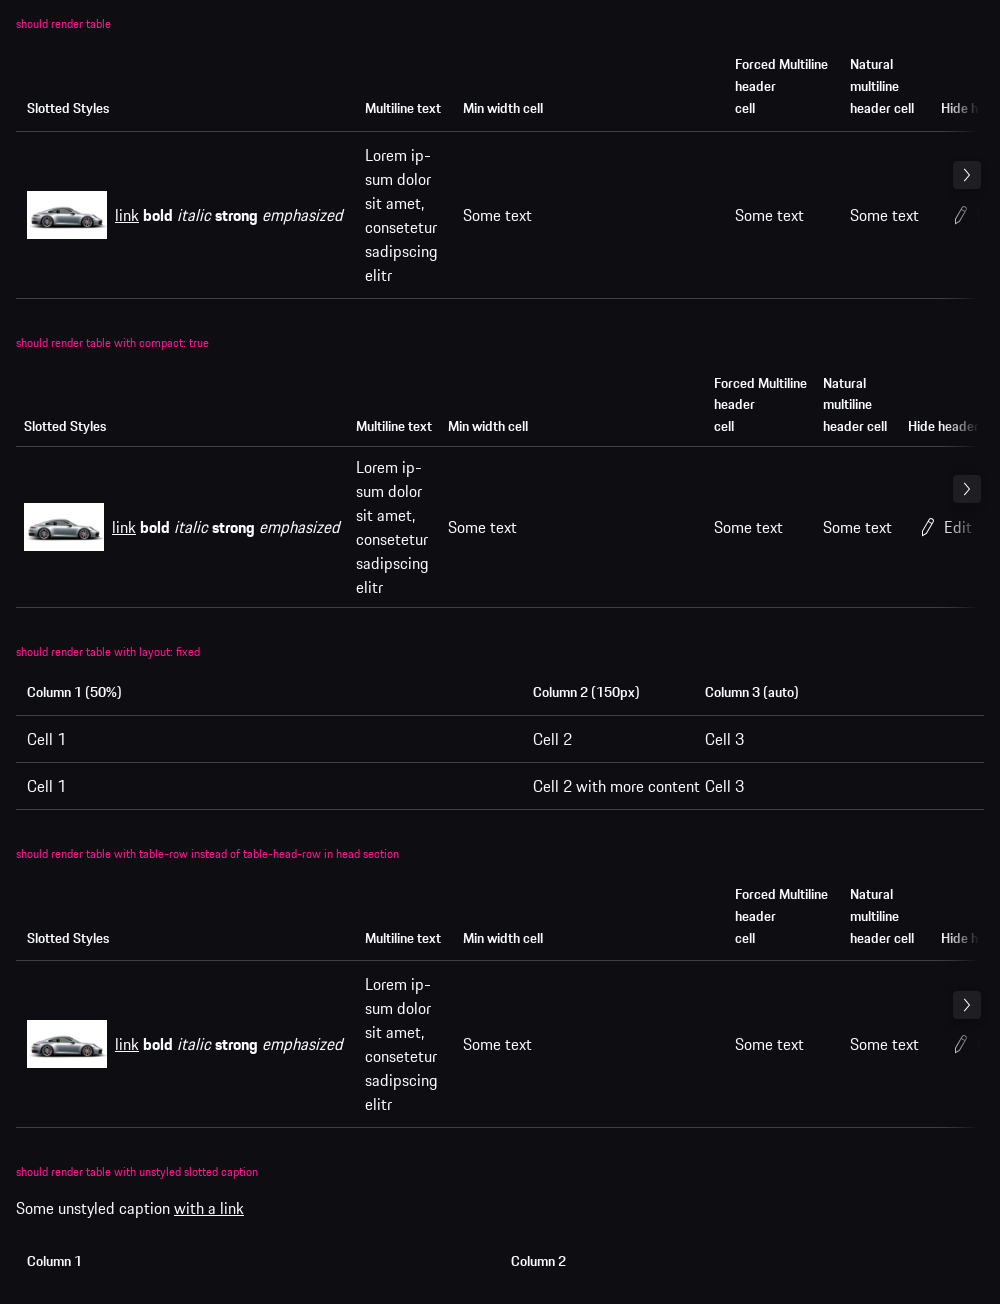 should render table
Slotted Styles
Multiline text
Min width cell
Forced Multiline
header
cell
Natural
multiline
header cell
Hide h
link bold italic strong emphasized
Lorem ip-
sum dolor
sit amet,
consetetur
sadipscing
elitr
Some text
Some text
Some text
should render table with compact: true
Slotted Styles
Multiline text
Min width cell
Forced Multiline
header
cell
Natural
multiline
header cell
Hide header
link bold italic strong emphasized
Lorem ip-
sum dolor
sit amet,
consetetur
sadipscing
elitr
Some text
Some text
Some text
Edit
should render table with layout: fixed
Column 1 (50%)
Column 2 (150px)
Column 3 (auto)
Cell 1
Cell 2
Cell 3
Cell 1
Cell 2 with more content
Cell 3
should render table with table-row instead of table-head-row in head section
Slotted Styles
Multiline text
Min width cell
Forced Multiline
header
cell
Natural
multiline
header cell
Hide h
link bold italic strong emphasized
Lorem ip-
sum dolor
sit amet,
consetetur
sadipscing
elitr
Some text
Some text
Some text
should render table with unstyled slotted caption
Some unstyled caption with a link
Column 1
Column 2